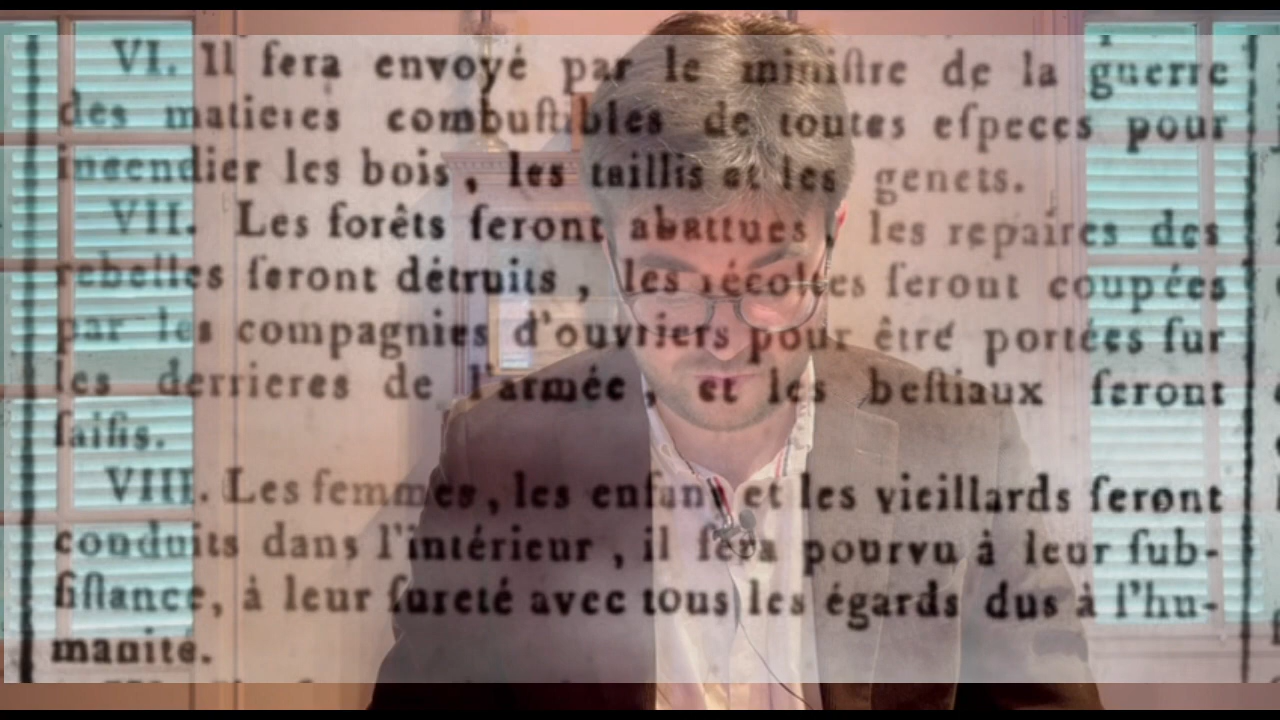 VI. Il fera envoyé par le miniſtre de la guerre
des matieres combuſtibles de toutes eſpeces pour
incendier les bois, les taillis et les genets.
VII. Les forêts ſeront abattues, les repaires des
rebelles ſeront détruits, les récoltes ſeront coupées
par les compagnies d'ouvriers pour être portées ſur
les derrieres de l'armée, et les beſtiaux ſeront
ſaiſis.
VIII. Les femmes, les enfans et les vieillards ſeront
conduits dans l'intérieur, il ſera pourvu à leur ſub-
ſiſtance, à leur ſureté avec tous les égards dus à l'hu-
manité.